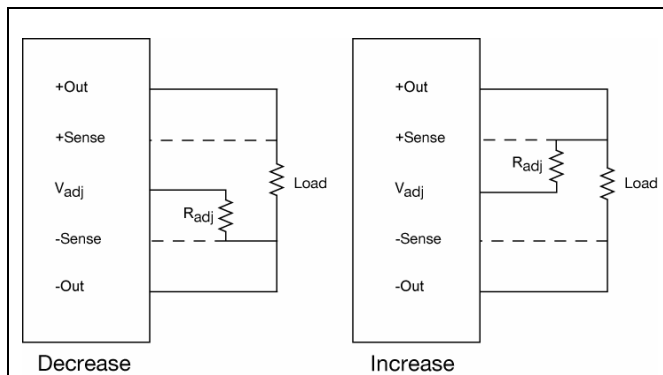 +Out
+Sense
Vadj
-Sense
-Out
Radj
Load
Decrease
+Out
+Sense
Vadj
-Sense
-Out
Radj
Load
Increase